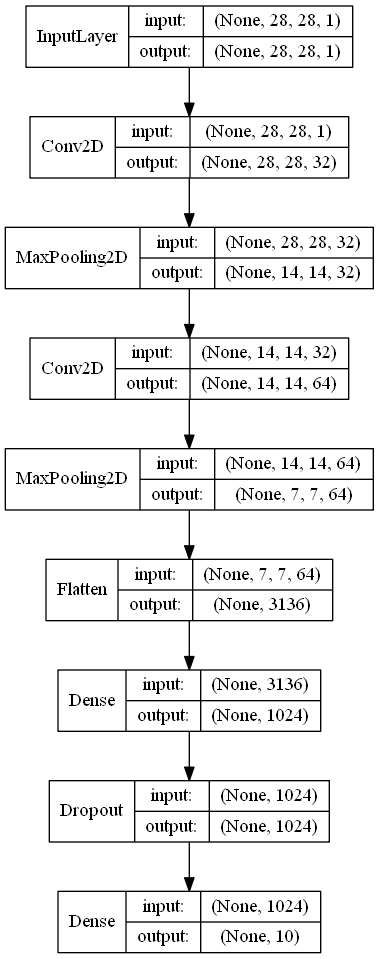 InputLayer
input: (None, 28, 28, 1)
output: (None, 28, 28, 1)
Conv2D
input: (None, 28, 28, 1)
output: (None, 28, 28, 32)
MaxPooling2D
input: (None, 28, 28, 32)
output: (None, 14, 14, 32)
Conv2D
input: (None, 14, 14, 32)
output: (None, 14, 14, 64)
MaxPooling2D
input: (None, 14, 14, 64)
output: (None, 7, 7, 64)
Flatten
input: (None, 7, 7, 64)
output: (None, 3136)
Dense
input: (None, 3136)
output: (None, 1024)
Dropout
input: (None, 1024)
output: (None, 1024)
Dense
input: (None, 1024)
output: (None, 10)